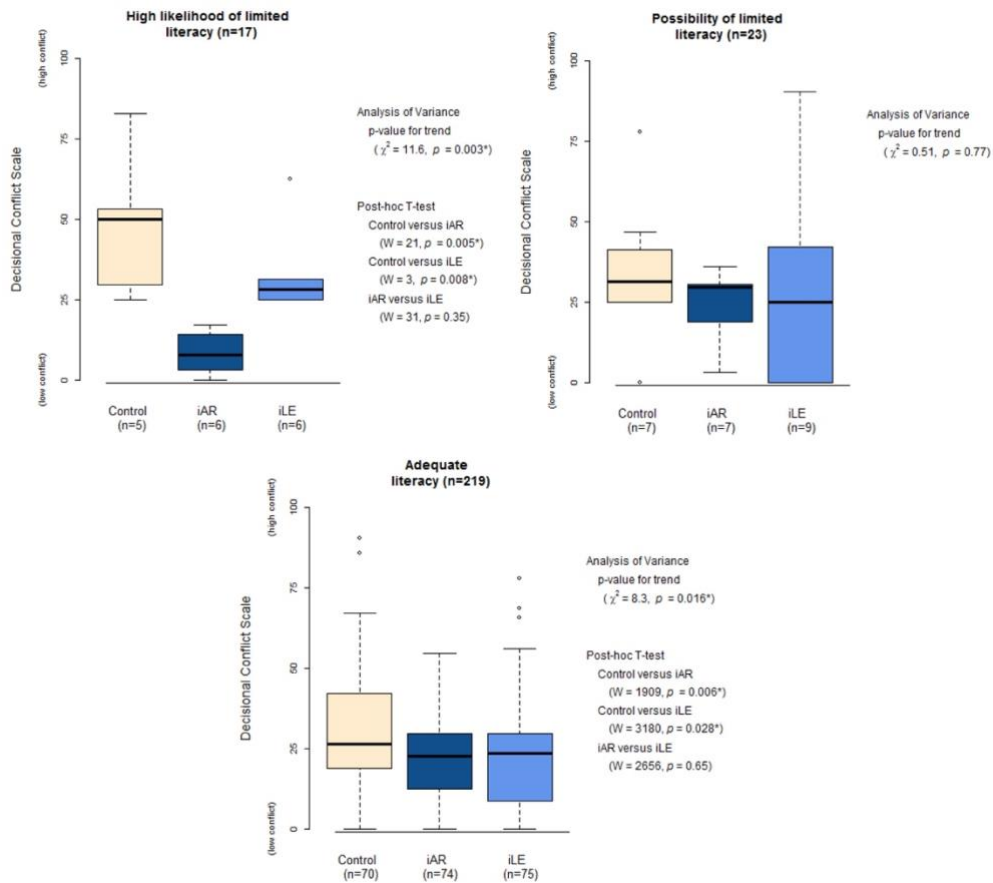 High likelihood of limited
literacy (n=17)
(high conflict)
100
75
50
25
0
(low conflict)
Decisional Conflict Scale
Control
(n=5)
iAR
(n=6)
iLE
(n=6)
Analysis of Variance
p-value for trend
( χ² = 11.6, p = 0.003*)
Post-hoc T-test
Control versus iAR
(W = 21, p = 0.005*)
Control versus iLE
(W = 3, p = 0.008*)
iAR versus iLE
(W = 31, p = 0.35)
Possibility of limited
literacy (n=23)
(high conflict)
100
75
50
25
0
(low conflict)
Decisional Conflict Scale
Control
(n=7)
iAR
(n=7)
iLE
(n=9)
Analysis of Variance
p-value for trend
( χ² = 0.51, p = 0.77)
Adequate
literacy (n=219)
(high conflict)
100
75
50
25
0
(low conflict)
Decisional Conflict Scale
Control
(n=70)
iAR
(n=74)
iLE
(n=75)
Analysis of Variance
p-value for trend
( χ² = 8.3, p = 0.016*)
Post-hoc T-test
Control versus iAR
(W = 1909, p = 0.006*)
Control versus iLE
(W = 3180, p = 0.028*)
iAR versus iLE
(W = 2656, p = 0.65)